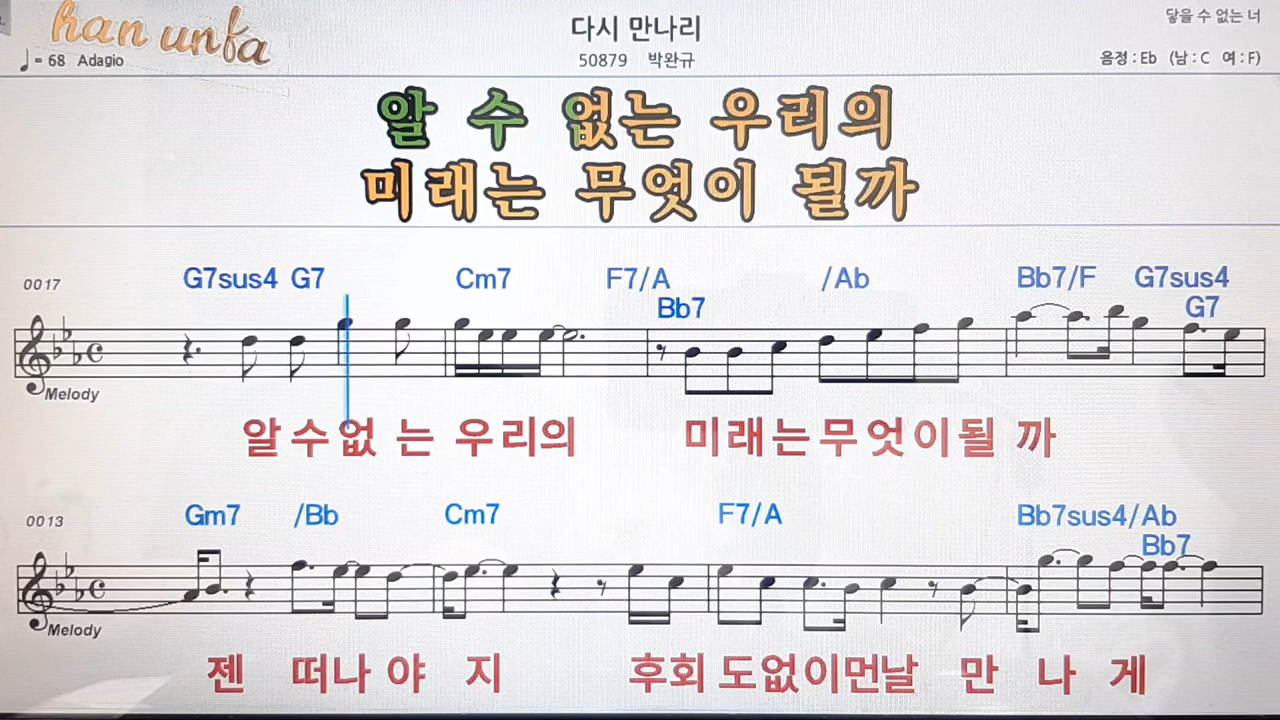 han unfa
다시 만나리
닿을 수 없는 너
♩= 68 Adagio
50879 박완규
음정 : Eb (남 : C 여 : F)
알 수 없는 우리의
미래는 무엇이 될까
0017 G7sus4 G7 Cm7 F7/A /Ab Bb7/F G7sus4
Bb7 G7
Melody
알 수 없 는 우 리 의 미 래 는 무 엇 이 될 까
0013 Gm7 /Bb Cm7 F7/A Bb7sus4/Ab
Bb7
Melody
젠 떠나 야 지 후회 도없이먼날 만 나 게